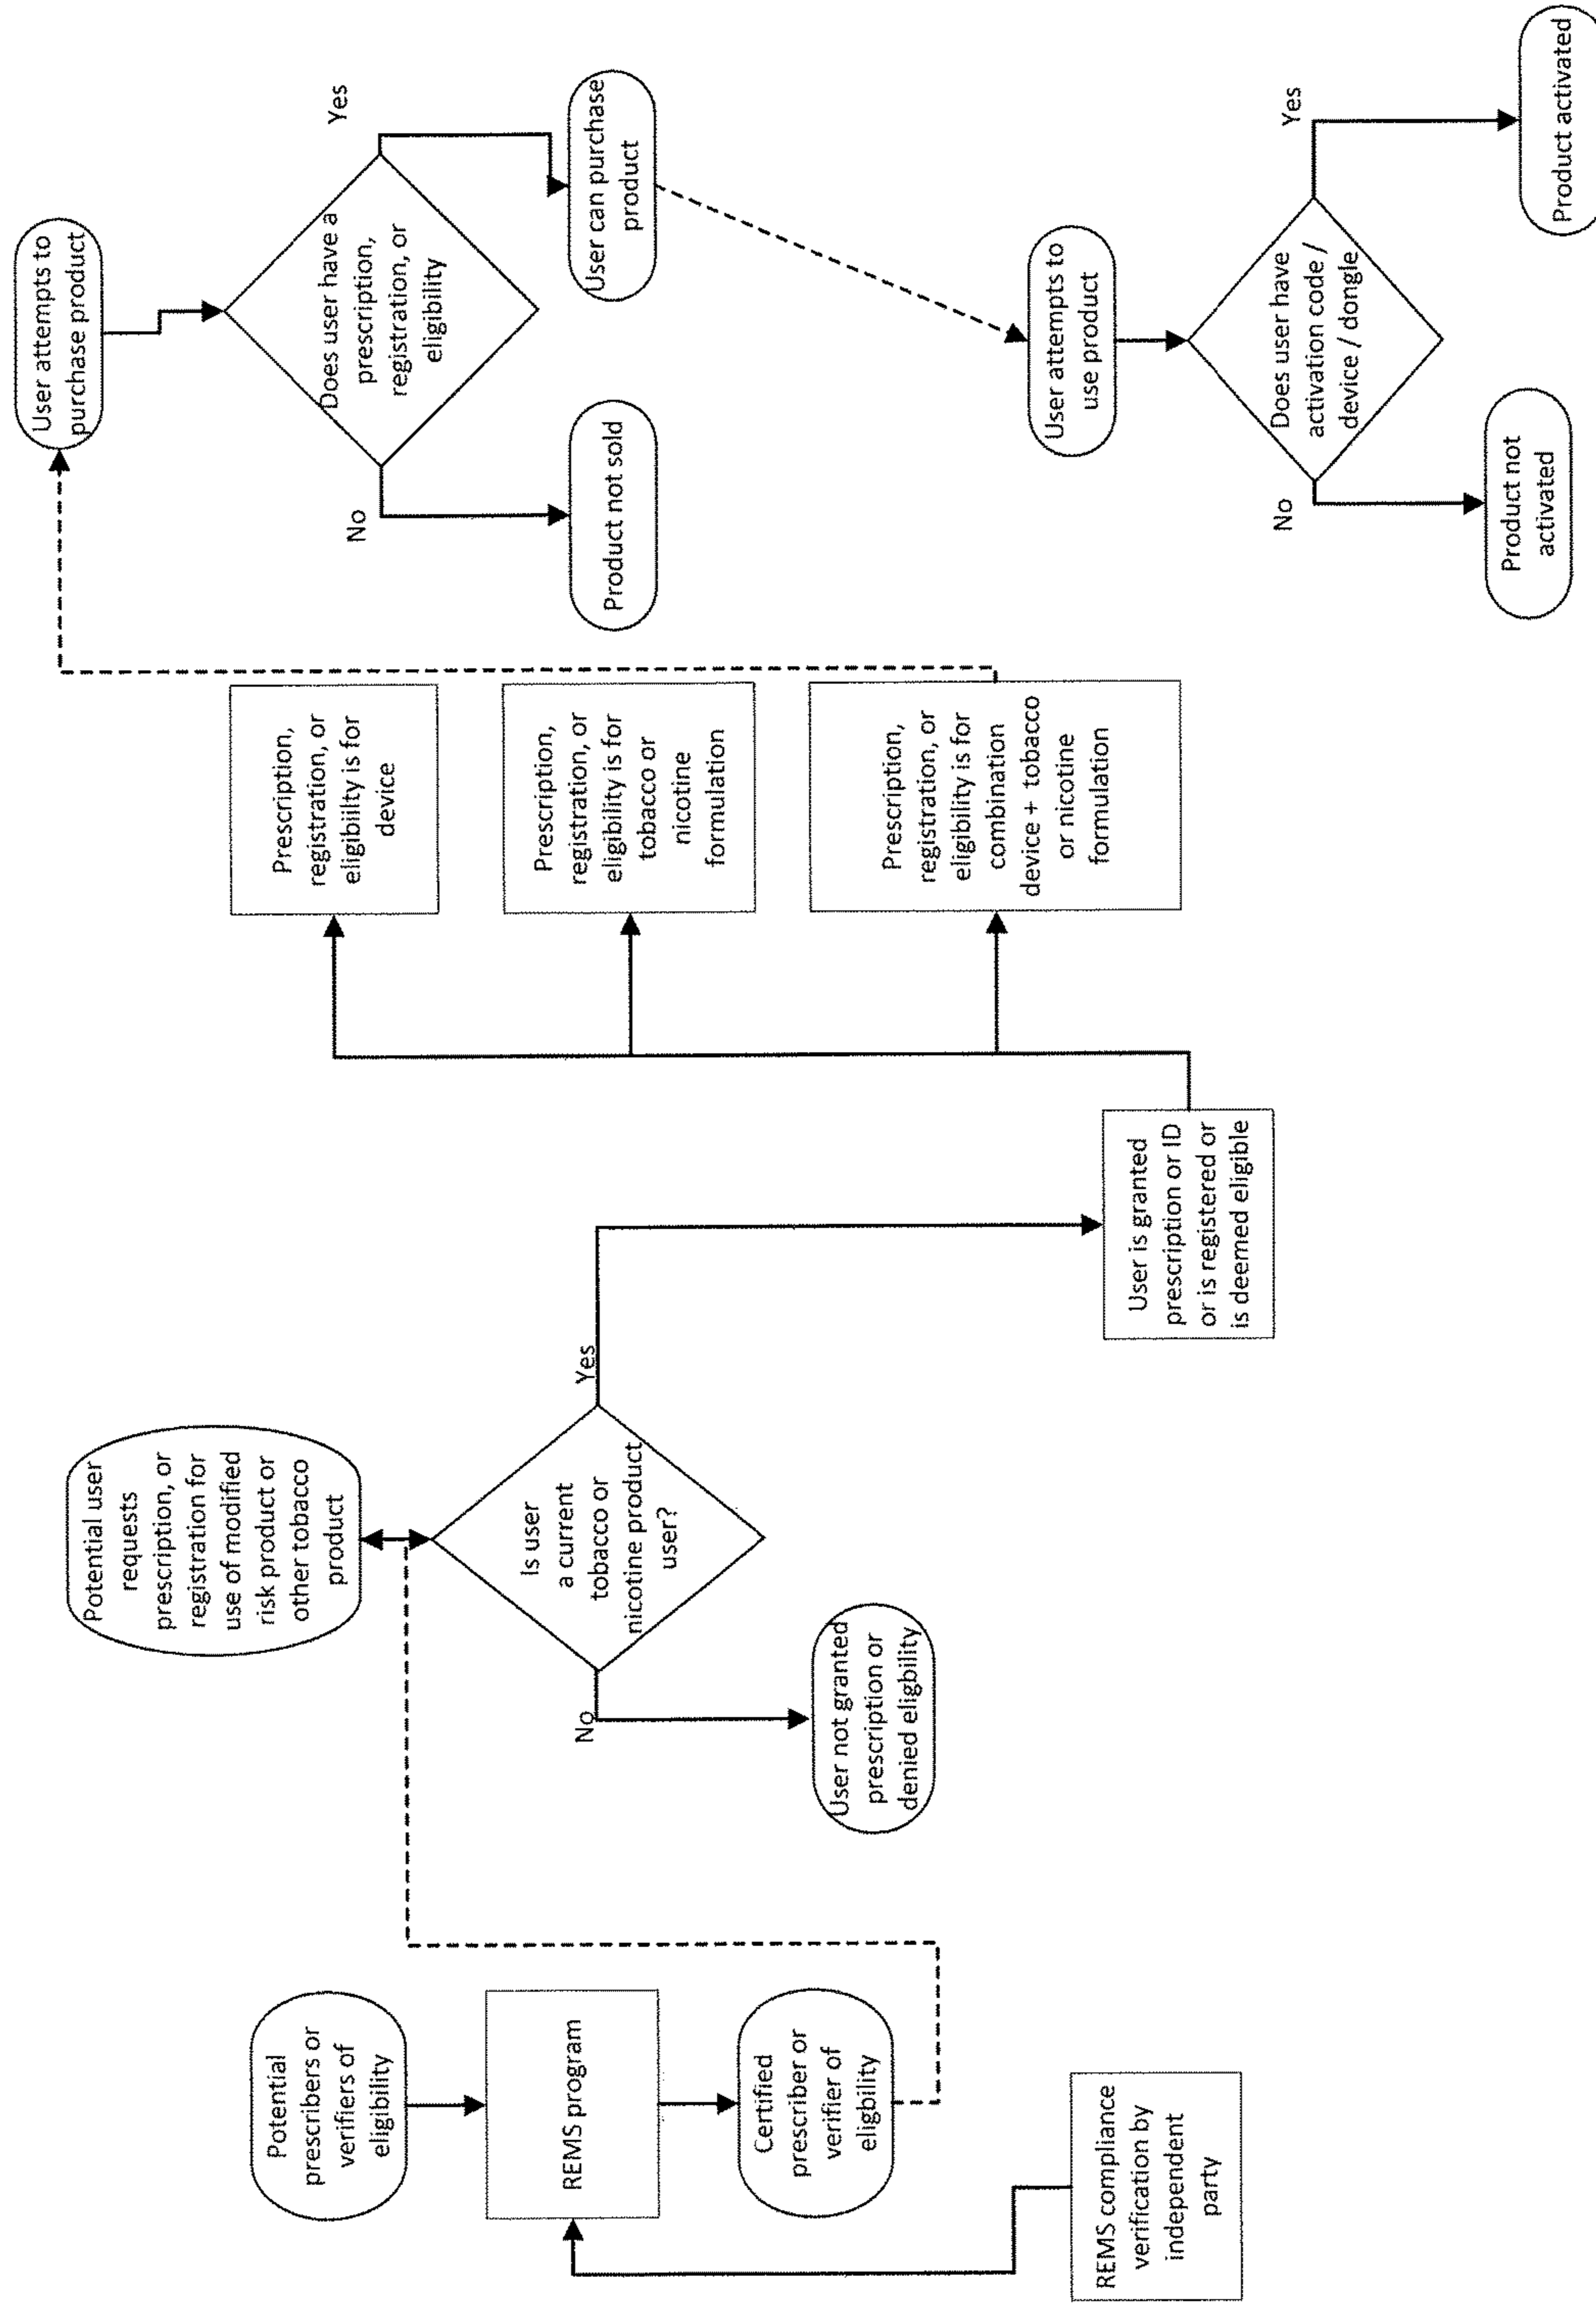 Potential
prescribers or
verifiers of
eligibility
REMS program
Certified
prescriber or
verifier of
eligbility
REMS compliance
verification by
independent
party
Potential user
requests
prescription, or
registration for
use of modified
risk product or
other tobacco
product
Is user
a current
tobacco or
nicotine product
user?
No
Yes
User not granted
prescription or
denied eligbility
User is granted
prescription or ID
or is registered or
is deemed eligible
Prescription,
registration, or
eligibiilty is for
device
Prescription,
registration, or
eligibility is for
tobacco or
nicotine
formulation
Prescription,
registration, or
eligibility is for
combination
device + tobacco
or nicotine
formulation
User attempts to
purchase product
Does user have a
prescription,
registration, or
eligibility
No
Yes
Product not sold
User can purchase
product
User attempts to
use product
Does user have
activation code /
device / dongle
No
Yes
Product not
activated
Product activated